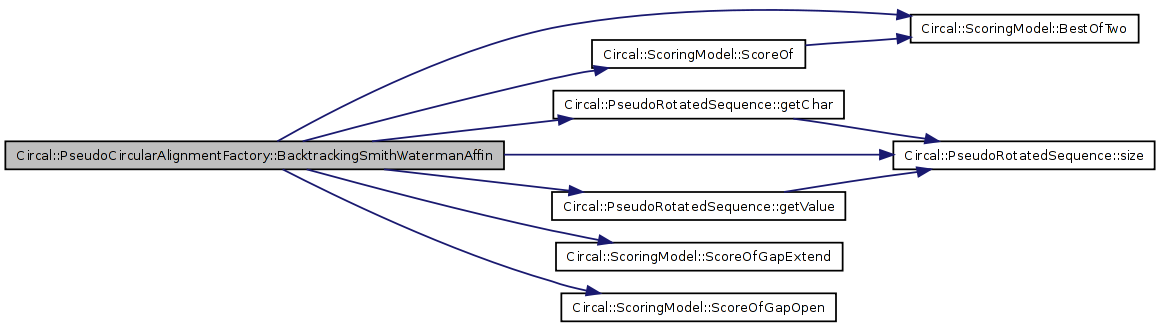 Circal::ScoringModel::BestOfTwo
Circal::ScoringModel::ScoreOf
Circal::PseudoRotatedSequence::getChar
Circal::PseudoCircularAlignmentFactory::BacktrackingSmithWatermanAffin
Circal::PseudoRotatedSequence::size
Circal::PseudoRotatedSequence::getValue
Circal::ScoringModel::ScoreOfGapExtend
Circal::ScoringModel::ScoreOfGapOpen